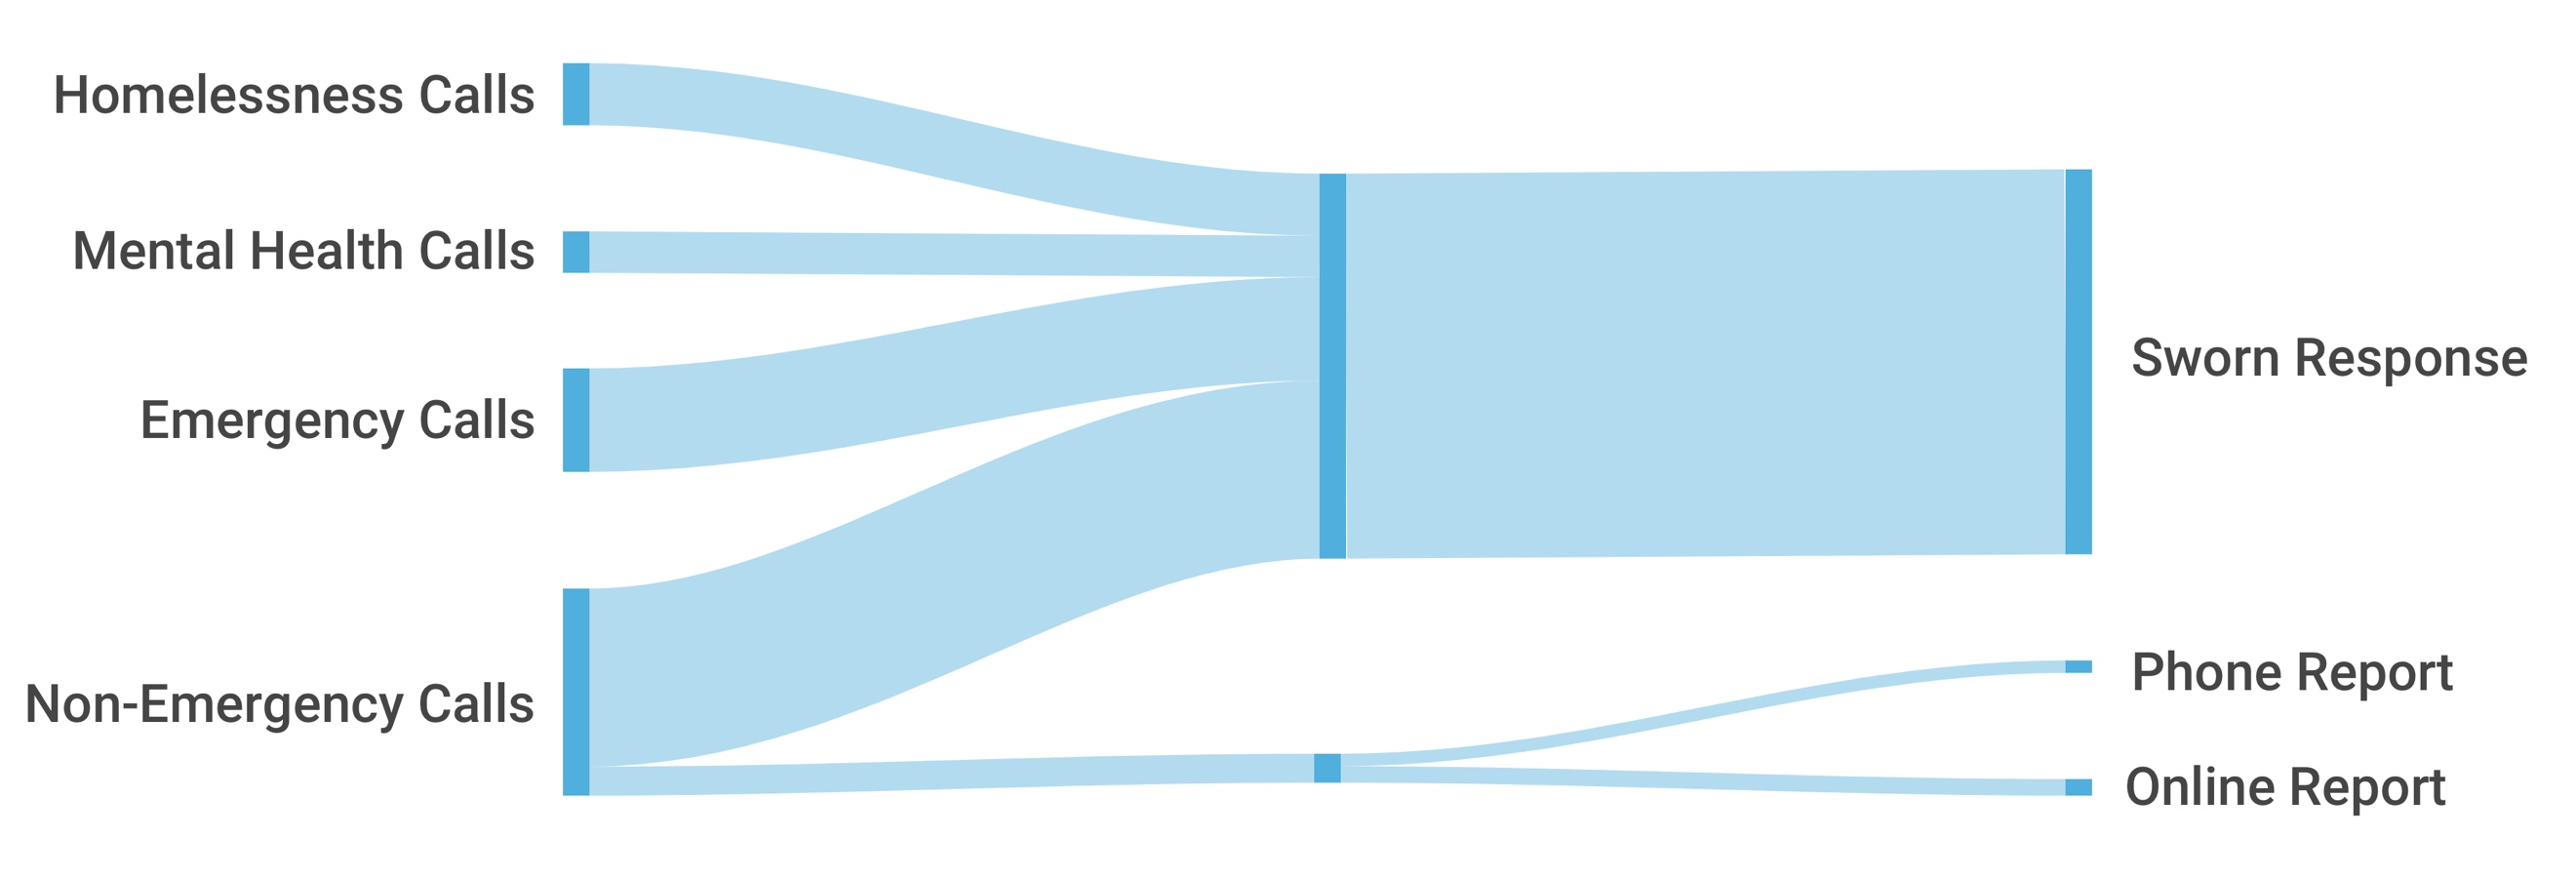 Homelessness Calls
Mental Health Calls
Emergency Calls
Non-Emergency Calls
Sworn Response
Phone Report
Online Report